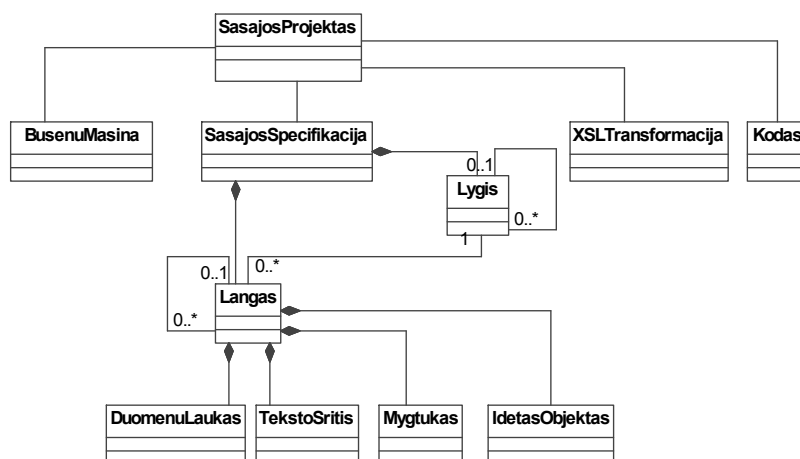 SasajosProjektas
BusenuMasina
SasajosSpecifikacija
XSLTransformacija
Kodas
0..1
Lygis
0..*
1
0..1
0..*
Langas
0..*
DuomenuLaukas
TekstoSritis
Mygtukas
IdetasObjektas